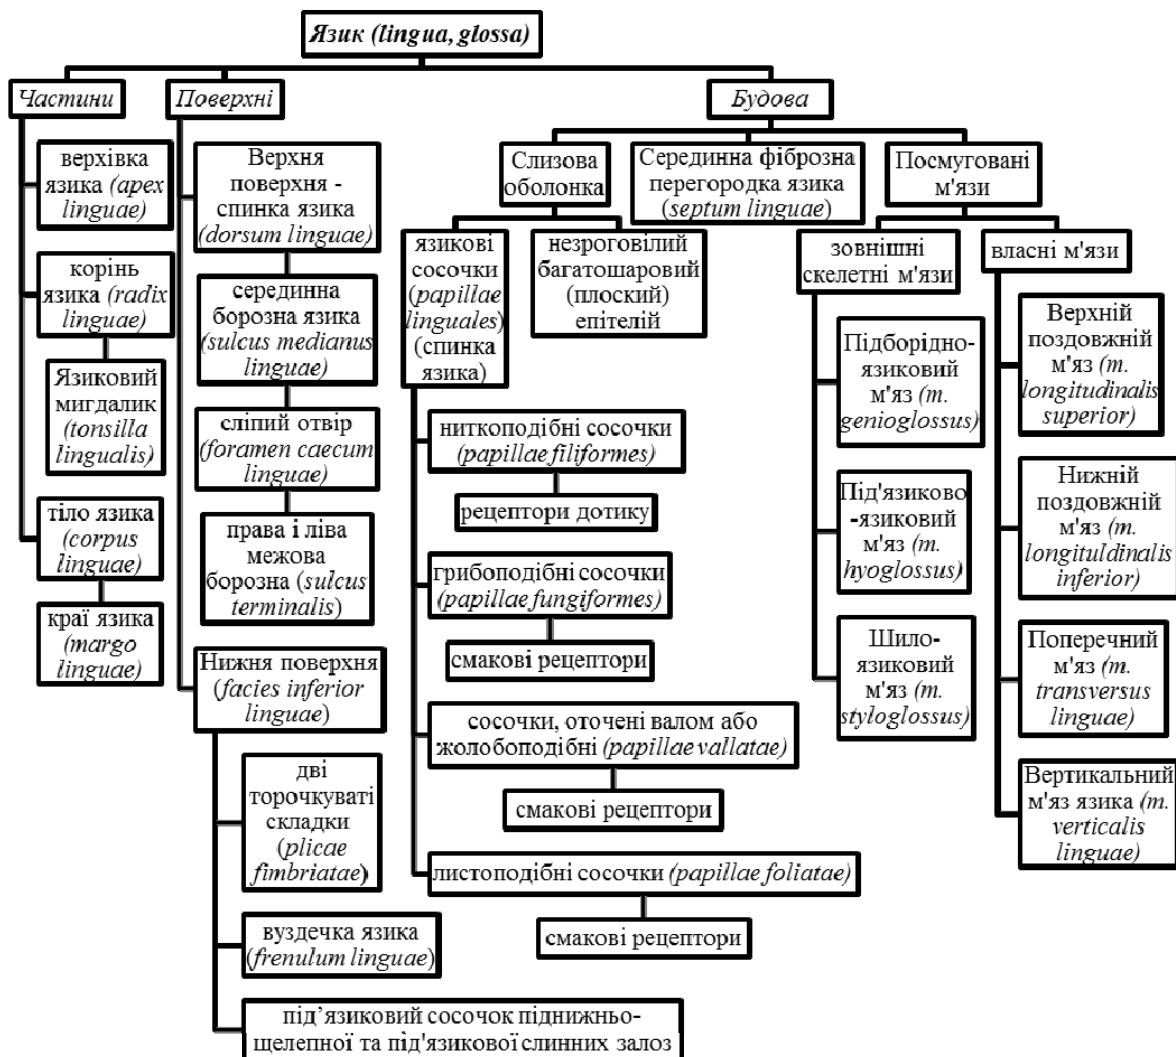 Язик (lingua, glossa)
Частини
Поверхні
Будова
верхівка
язика (apex
linguae)
корінь
язика (radix
linguae)
Язиковий
мигдалик
(tonsilla
lingualis)
тіло язика
(corpus
linguae)
краї язика
(margo
linguae)
Верхня
поверхня -
спинка язика
(dorsum linguae)
серединна
борозна язика
(sulcus medianus
linguae)
сліпий отвір
(foramen caecum
linguae)
права і ліва
межова
борозна (sulcus
terminalis)
Нижня поверхня
(facies inferior
linguae)
дві
торочкуваті
складки
(plicae
fimbriatae)
вуздечка язика
(frenulum linguae)
під’язиковий сосочок піднижньо-
щелепної та під'язикової слинних залоз
Слизова
оболонка
Серединна фіброзна
перегородка язика
(septum linguae)
Посмуговані
м'язи
язикові
сосочки
(papillae
linguales)
(спинка
язика)
незроговілий
багатошаровий
(плоский)
епітелій
ниткоподібні сосочки
(papillae filiformes)
рецептори дотику
грибоподібні сосочки
(papillae fungiformes)
смакові рецептори
сосочки, оточені валом або
жолобоподібні (papillae vallatae)
смакові рецептори
листоподібні сосочки (papillae foliatae)
смакові рецептори
зовнішні
скелетні м'язи
Підборідно-
язиковий
м'яз (m.
genioglossus)
Під'язиково
-язиковий
м'яз (m.
hyoglossus)
Шило-
язиковий
м'яз (m.
styloglossus)
власні м'язи
Верхній
поздовжній
м'яз (m.
longitudinalis
superior)
Нижній
поздовжній
м'яз (m.
longituldinalis
inferior)
Поперечний
м'яз (m.
transversus
linguae)
Вертикальний
м'яз язика (m.
verticalis
linguae)